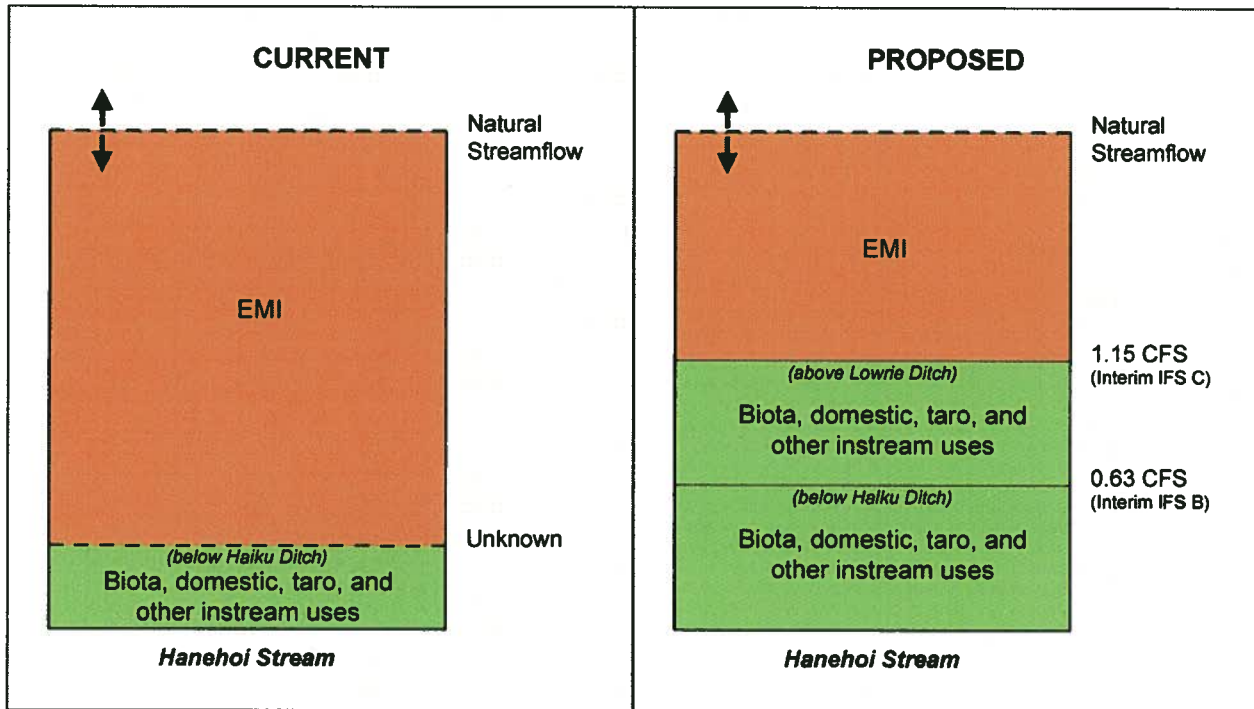 CURRENT
Natural
Streamflow
EMI
Unknown
(below Haiku Ditch)
Biota, domestic, taro, and
other instream uses
Hanehoi Stream
PROPOSED
Natural
Streamflow
EMI
1.15 CFS
(Interim IFS C)
(above Lowrie Ditch)
Biota, domestic, taro, and
other instream uses
0.63 CFS
(Interim IFS B)
(below Haiku Ditch)
Biota, domestic, taro, and
other instream uses
Hanehoi Stream